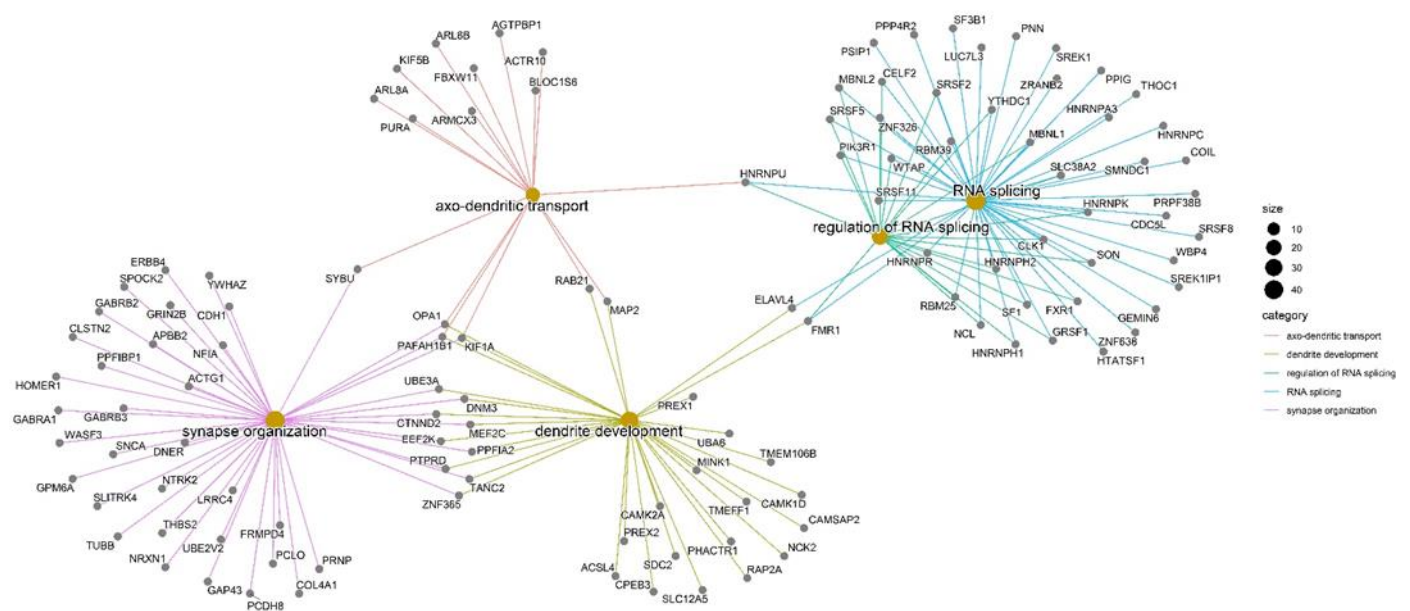 AGTPBP1
ARL8B
ACTR10
KIF5B
FBXW11
BLOC1S6
ARL8A
ARMCX3
PURA
axo-dendritic transport
HNRNPU
SYBU
RAB21
MAP2
OPA1
PAFAH1B1
KIF1A
ELAVL4
FMR1
SF3B1
PPP4R2
PNN
PSIP1
LUC7L3
SREK1
MBNL2
CELF2
PPIG
SRSF2
ZRANB2
THOC1
YTHDC1
SRSF5
HNRNPA3
ZNF326
MBNL1
HNRNPC
PIK3R1
RBM39
WTAP
COIL
SLC38A2
SMNDC1
SRSF11
RNA splicing
PRPF38B
HNRNPK
CDC5L
regulation of RNA splicing
SRSF8
CLK1
WBP4
HNRNPR
HNRNPH2
SON
SREK1IP1
RBM25
SF1
FXR1
GEMIN6
NCL
GRSF1
ZNF638
HNRNPH1
HTATSF1
ERBB4
SPOCK2
YWHAZ
GABRB2
GRIN2B
CDH1
CLSTN2
APBB2
NFIA
PPFIBP1
ACTG1
HOMER1
GABRA1
GABRB3
synapse organization
WASF3
SNCA
DNER
GPM6A
NTRK2
SLITRK4
LRRC4
THBS2
FRMPD4
TUBB
UBE2V2
NRXN1
PCLO
PRNP
GAP43
COL4A1
PCDH8
UBE3A
DNM3
CTNND2
MEF2C
EEF2K
PPFIA2
PTPRD
TANC2
ZNF365
PREX1
dendrite development
UBA6
TMEM106B
MINK1
CAMK1D
CAMK2A
TMEFF1
CAMSAP2
PREX2
PHACTR1
NCK2
ACSL4
SDC2
RAP2A
CPEB3
SLC12A5
size
10
20
30
40
category
axo-dendritic transport
dendrite development
regulation of RNA splicing
RNA splicing
synapse organization